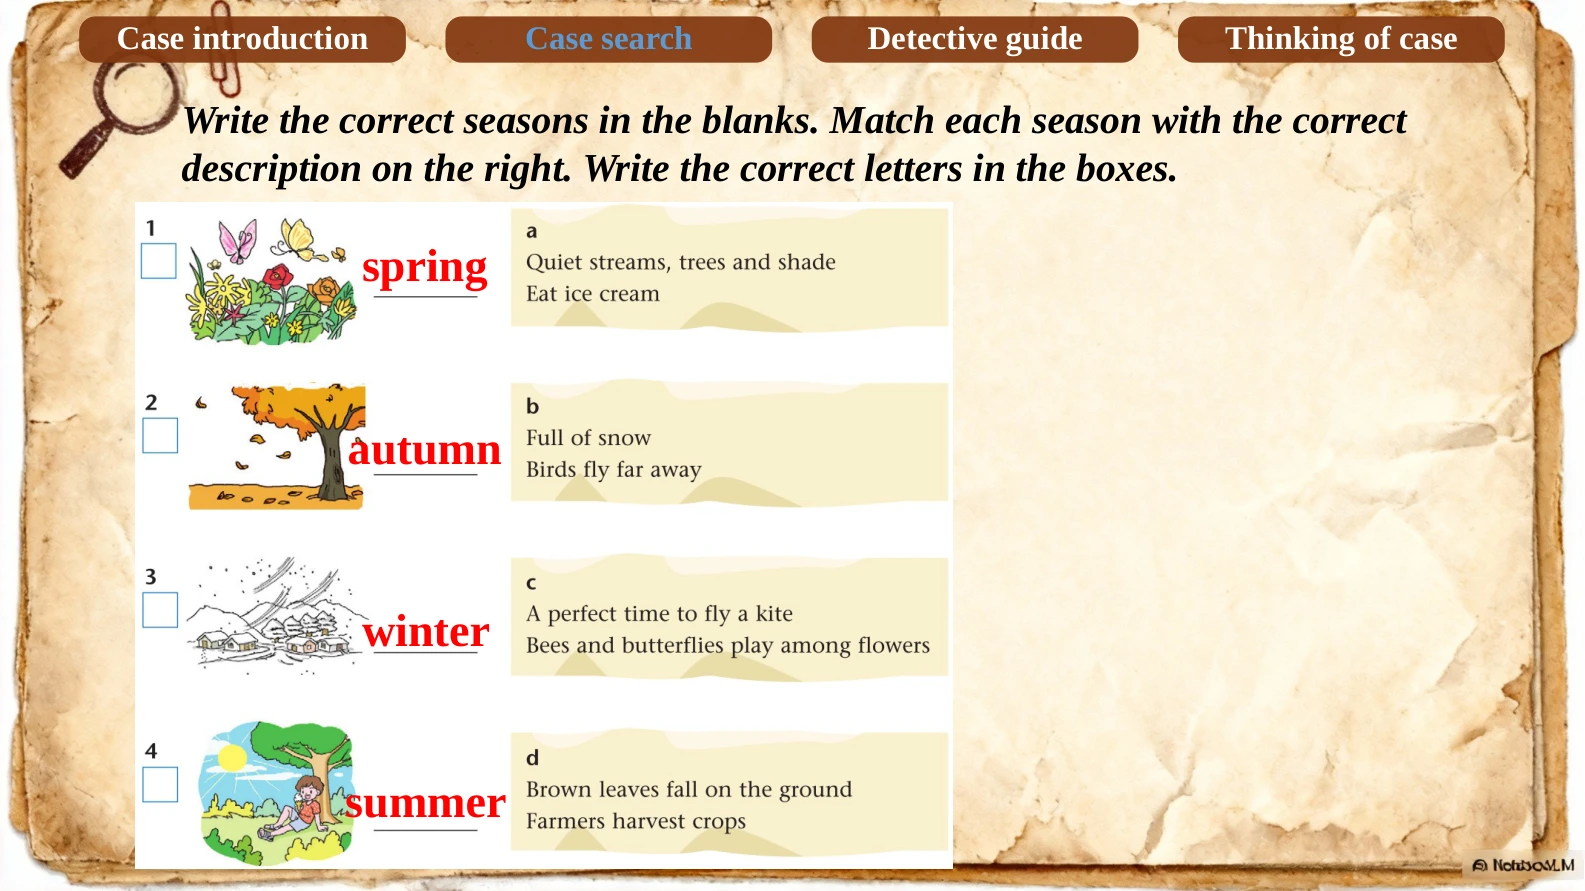 Case introduction
Case search
Detective guide
Thinking of case
Write the correct seasons in the blanks. Match each season with the correct
description on the right. Write the correct letters in the boxes.
1
spring
a
Quiet streams, trees and shade
Eat ice cream
2
autumn
b
Full of snow
Birds fly far away
3
winter
c
A perfect time to fly a kite
Bees and butterflies play among flowers
4
summer
d
Brown leaves fall on the ground
Farmers harvest crops